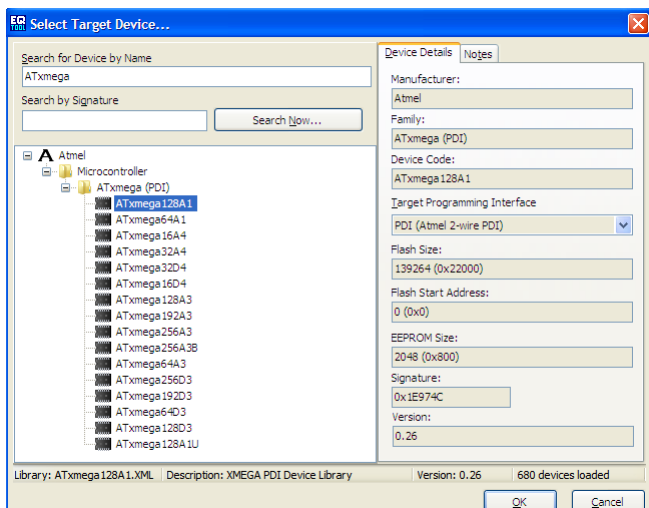 EQ TOOL Select Target Device...
Search for Device by Name
ATxmega
Search by Signature
Search Now...
Atmel
Microcontroller
ATxmega (PDI)
ATxmega128A1
ATxmega64A1
ATxmega16A4
ATxmega32A4
ATxmega32D4
ATxmega16D4
ATxmega128A3
ATxmega192A3
ATxmega256A3
ATxmega256A3B
ATxmega64A3
ATxmega256D3
ATxmega192D3
ATxmega64D3
ATxmega128D3
ATxmega128A1U
Device Details Notes
Manufacturer:
Atmel
Family:
ATxmega (PDI)
Device Code:
ATxmega128A1
Target Programming Interface
PDI (Atmel 2-wire PDI)
Flash Size:
139264 (0x22000)
Flash Start Address:
0 (0x0)
EEPROM Size:
2048 (0x800)
Signature:
0x1E974C
Version:
0.26
Library: ATxmega128A1.XML Description: XMEGA PDI Device Library Version: 0.26 680 devices loaded
OK Cancel